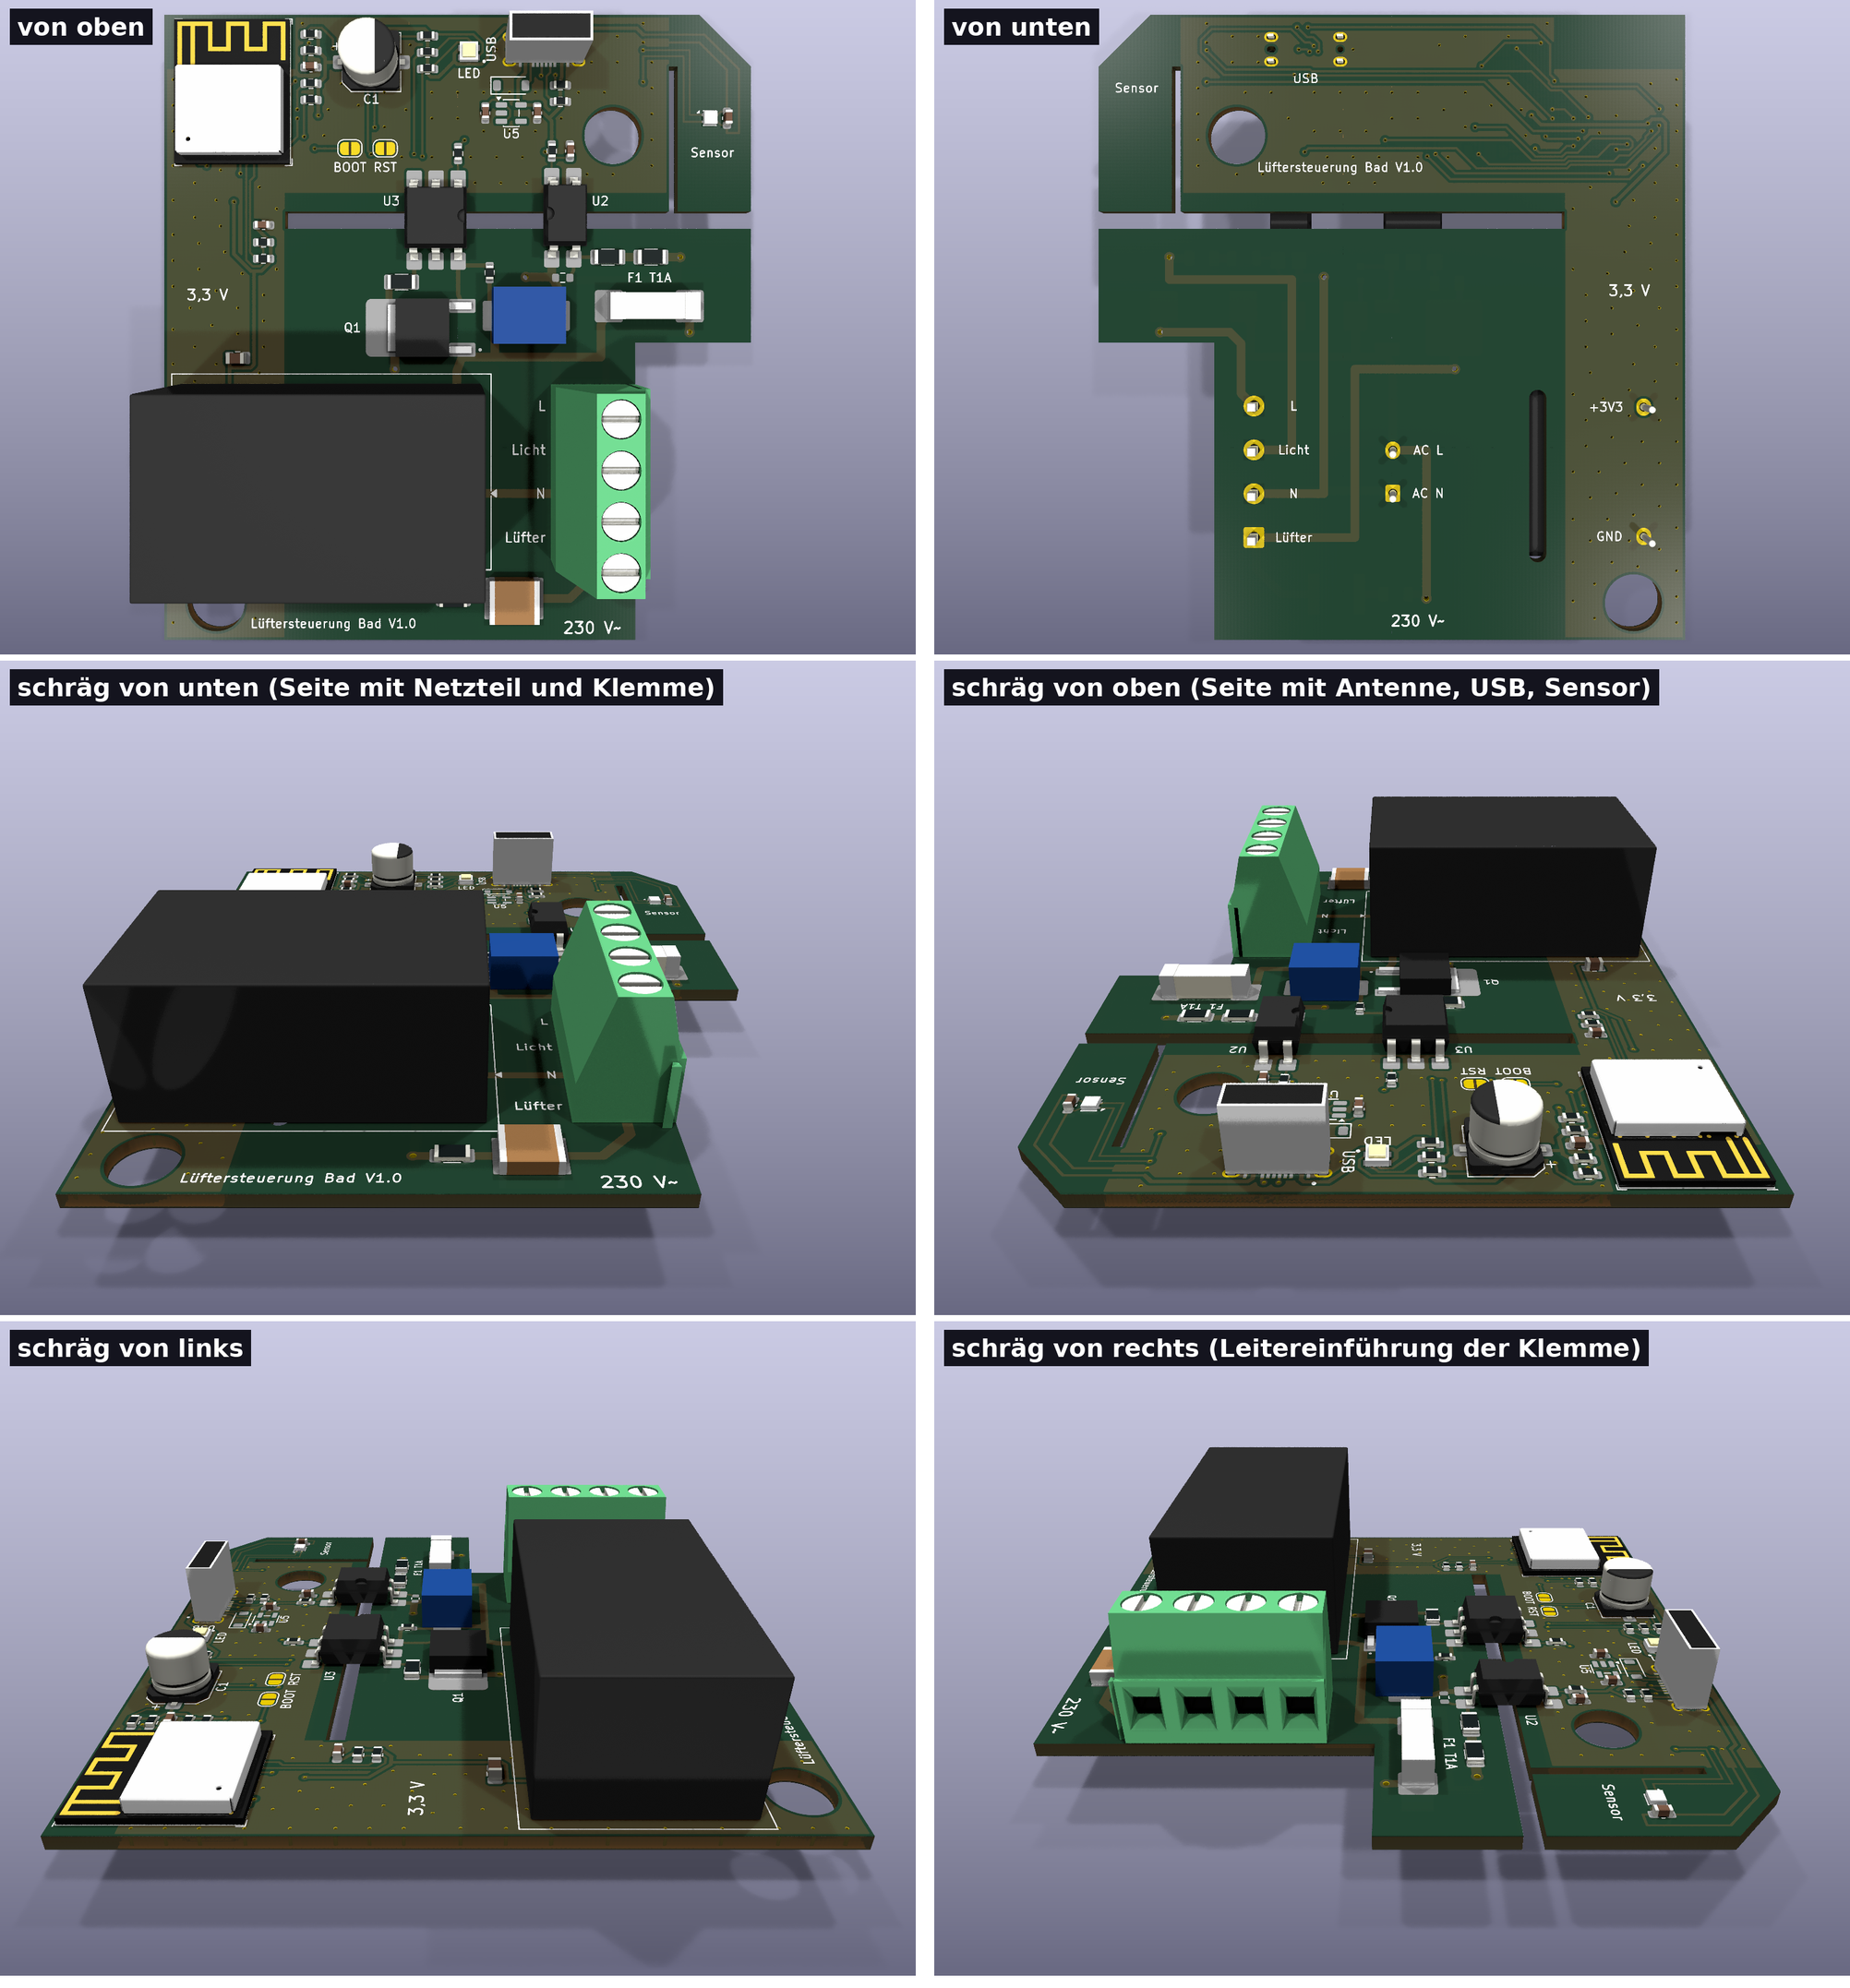 von oben
USB
LED
C1
U5
BOOT RST
Sensor
U3
U2
F1 T1A
3,3 V
Q1
L
Licht
N
Lüfter
Lüftersteuerung Bad V1.0
230 V~
von unten
USB
Sensor
Lüftersteuerung Bad V1.0
3,3 V
L
+3V3
Licht
AC L
N
AC N
Lüfter
GND
230 V~
schräg von unten (Seite mit Netzteil und Klemme)
Sensor
L
Licht
N
Lüfter
Lüftersteuerung Bad V1.0
230 V~
schräg von oben (Seite mit Antenne, USB, Sensor)
Lüfter
N
Licht
Q1
3,3 V
F1 T1A
U2
U3
Sensor
BOOT RST
LED
USB
schräg von links
Sensor
F1 T1A
U5
LED
U3
C1
BOOT RST
Q1
3,3 V
schräg von rechts (Leitereinführung der Klemme)
3,3 V
BOOT RST
C1
LED
U5
230 V~
U2
F1 T1A
Sensor